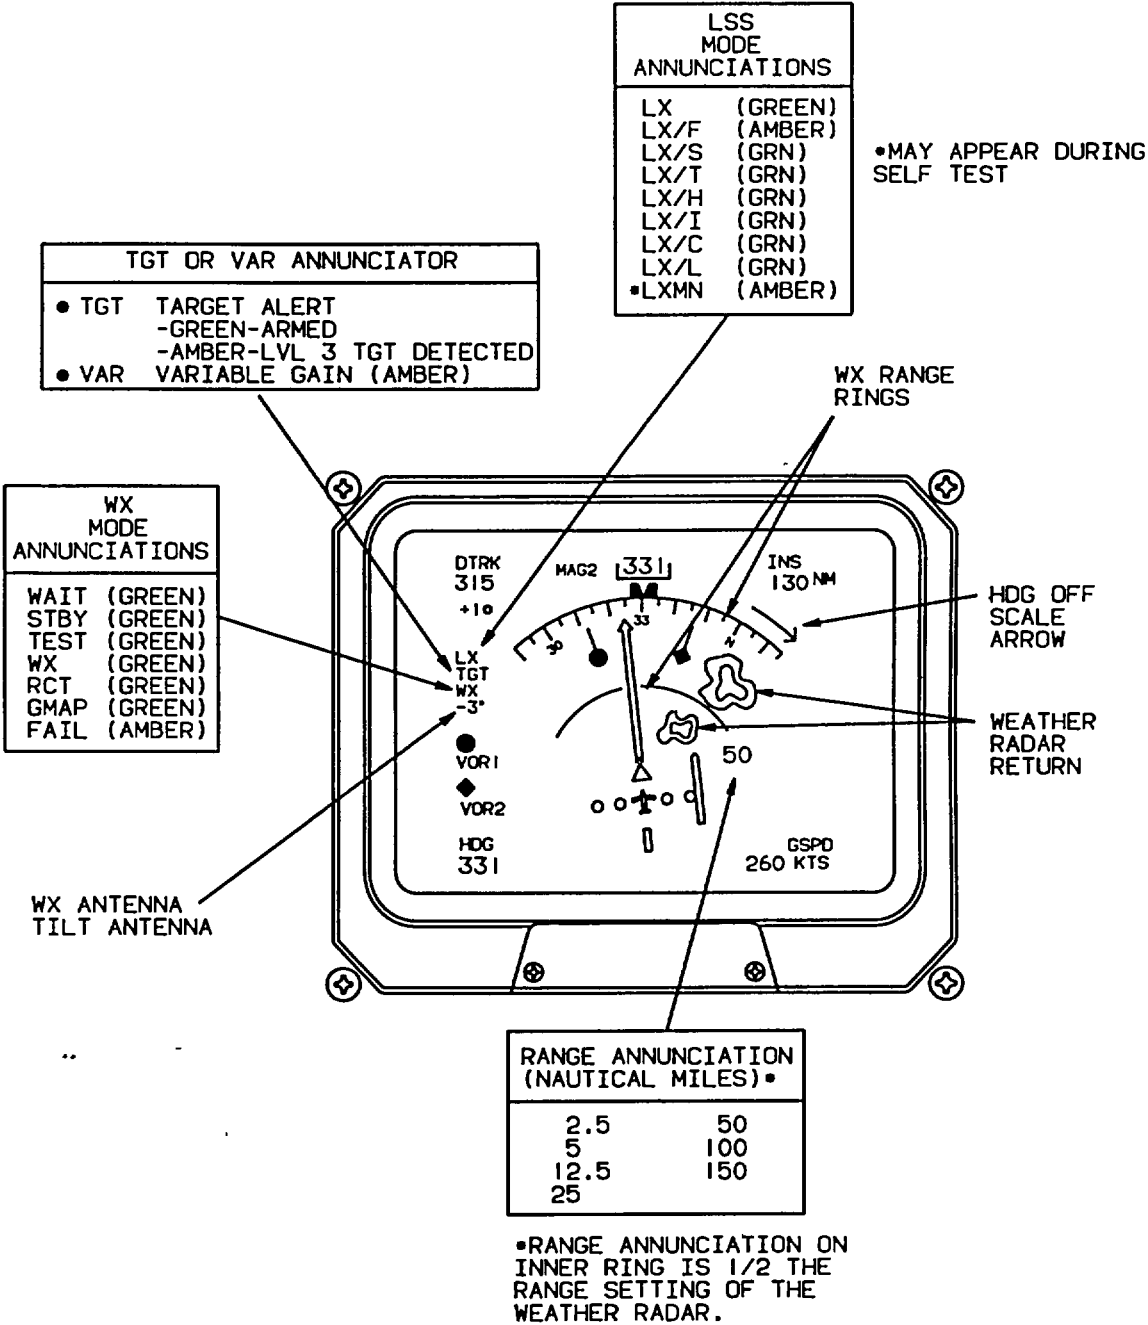 LSS
MODE
ANNUNCIATIONS
LX (GREEN)
LX/F (AMBER)
LX/S (GRN)
LX/T (GRN)
LX/H (GRN)
LX/I (GRN)
LX/C (GRN)
LX/L (GRN)
•LXMN (AMBER)
•MAY APPEAR DURING
SELF TEST
TGT OR VAR ANNUNCIATOR
● TGT TARGET ALERT
-GREEN-ARMED
-AMBER-LVL 3 TGT DETECTED
● VAR VARIABLE GAIN (AMBER)
WX RANGE
RINGS
WX
MODE
ANNUNCIATIONS
WAIT (GREEN)
STBY (GREEN)
TEST (GREEN)
WX (GREEN)
RCT (GREEN)
GMAP (GREEN)
FAIL (AMBER)
DTRK
315
+10
MAG2
331
INS
130 NM
30
33
N
LX
TGT
WX
-3°
VOR1
VOR2
HDG
331
50
GSPD
260 KTS
HDG OFF
SCALE
ARROW
WEATHER
RADAR
RETURN
WX ANTENNA
TILT ANTENNA
RANGE ANNUNCIATION
(NAUTICAL MILES)•
2.5 50
5 100
12.5 150
25
•RANGE ANNUNCIATION ON
INNER RING IS 1/2 THE
RANGE SETTING OF THE
WEATHER RADAR.